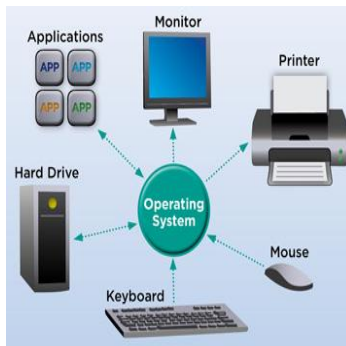 Applications
Monitor
Printer
APP APP
APP APP
Hard Drive
Operating
System
Mouse
Keyboard